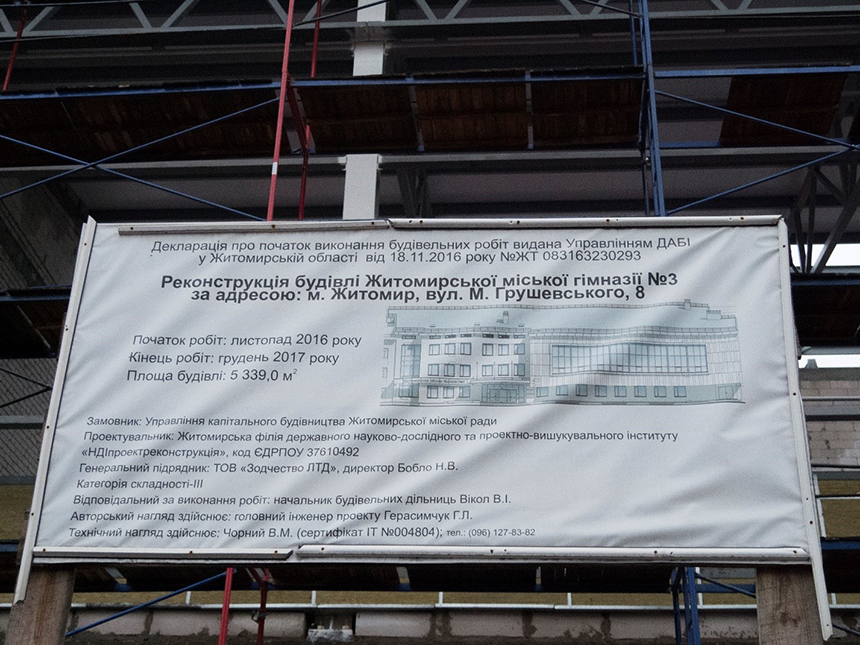 Декларація про початок виконання будівельних робіт видана Управлінням ДАБІ
у Житомирській області від 18.11.2016 року №ЖТ 083163230293
Реконструкція будівлі Житомирської міської гімназії №3
за адресою: м. Житомир, вул. М. Грушевського, 8
Початок робіт: листопад 2016 року
Кінець робіт: грудень 2017 року
Площа будівлі: 5 339,0 м²
Замовник: Управління капітального будівництва Житомирської міської ради
Проектувальник: Житомирська філія державного науково-дослідного та проектно-вишукувального інституту
«НДІпроектреконструкція», код ЄДРПОУ 37610492
Генеральний підрядник: ТОВ «Зодчество ЛТД», директор Бобло Н.В.
Категорія складності-III
Відповідальний за виконання робіт: начальник будівельних дільниць Вікол В.І.
Авторський нагляд здійснює: головний інженер проекту Герасимчук Г.Л.
Технічний нагляд здійснює: Чорний В.М. (сертифікат ІТ №004804); тел.: (096) 127-83-82